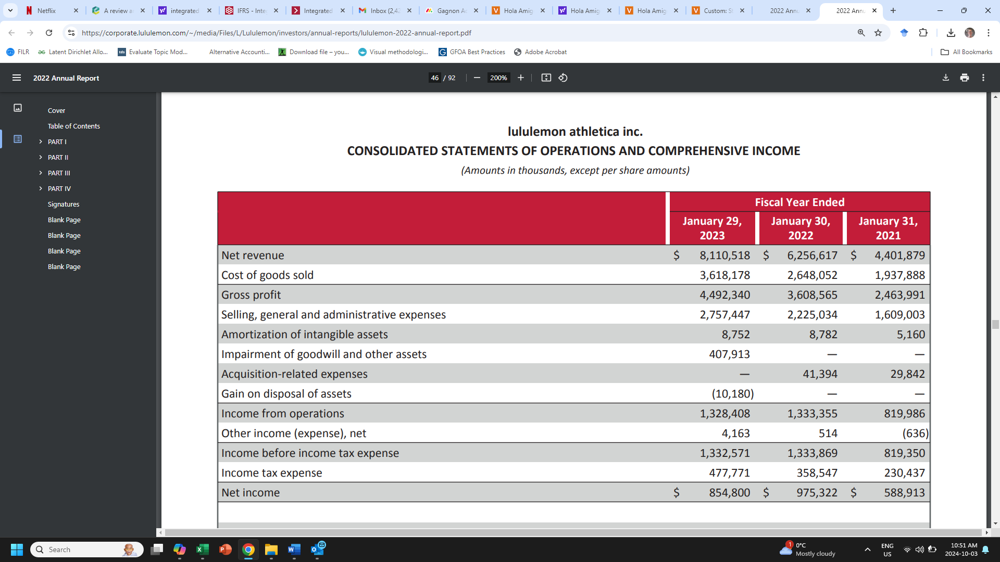 Netflix
A review a
integrated
IFRS - Inte
Integrated
Inbox (2,42
Gagnon Ac
Hola Amig
Hola Amig
Hola Amig
Custom: St
2022 Annu
2022 Annu
https://corporate.lululemon.com/~/media/Files/L/Lululemon/investors/annual-reports/lululemon-2022-annual-report.pdf
FILR
Latent Dirichlet Allo...
Evaluate Topic Mod...
Alternative Accounti...
Download file – you...
Visual methodologi...
GFOA Best Practices
Adobe Acrobat
All Bookmarks
2022 Annual Report
46 / 92
200%
Cover
Table of Contents
PART I
PART II
PART III
PART IV
Signatures
Blank Page
Blank Page
Blank Page
Blank Page
lululemon athletica inc.
CONSOLIDATED STATEMENTS OF OPERATIONS AND COMPREHENSIVE INCOME
(Amounts in thousands, except per share amounts)
Fiscal Year Ended
January 29, 2023 January 30, 2022 January 31, 2021
Net revenue $ 8,110,518 $ 6,256,617 $ 4,401,879
Cost of goods sold 3,618,178 2,648,052 1,937,888
Gross profit 4,492,340 3,608,565 2,463,991
Selling, general and administrative expenses 2,757,447 2,225,034 1,609,003
Amortization of intangible assets 8,752 8,782 5,160
Impairment of goodwill and other assets 407,913 — —
Acquisition-related expenses — 41,394 29,842
Gain on disposal of assets (10,180) — —
Income from operations 1,328,408 1,333,355 819,986
Other income (expense), net 4,163 514 (636)
Income before income tax expense 1,332,571 1,333,869 819,350
Income tax expense 477,771 358,547 230,437
Net income $ 854,800 $ 975,322 $ 588,913
Search
1
0°C
Mostly cloudy
ENG
US
10:51 AM
2024-10-03